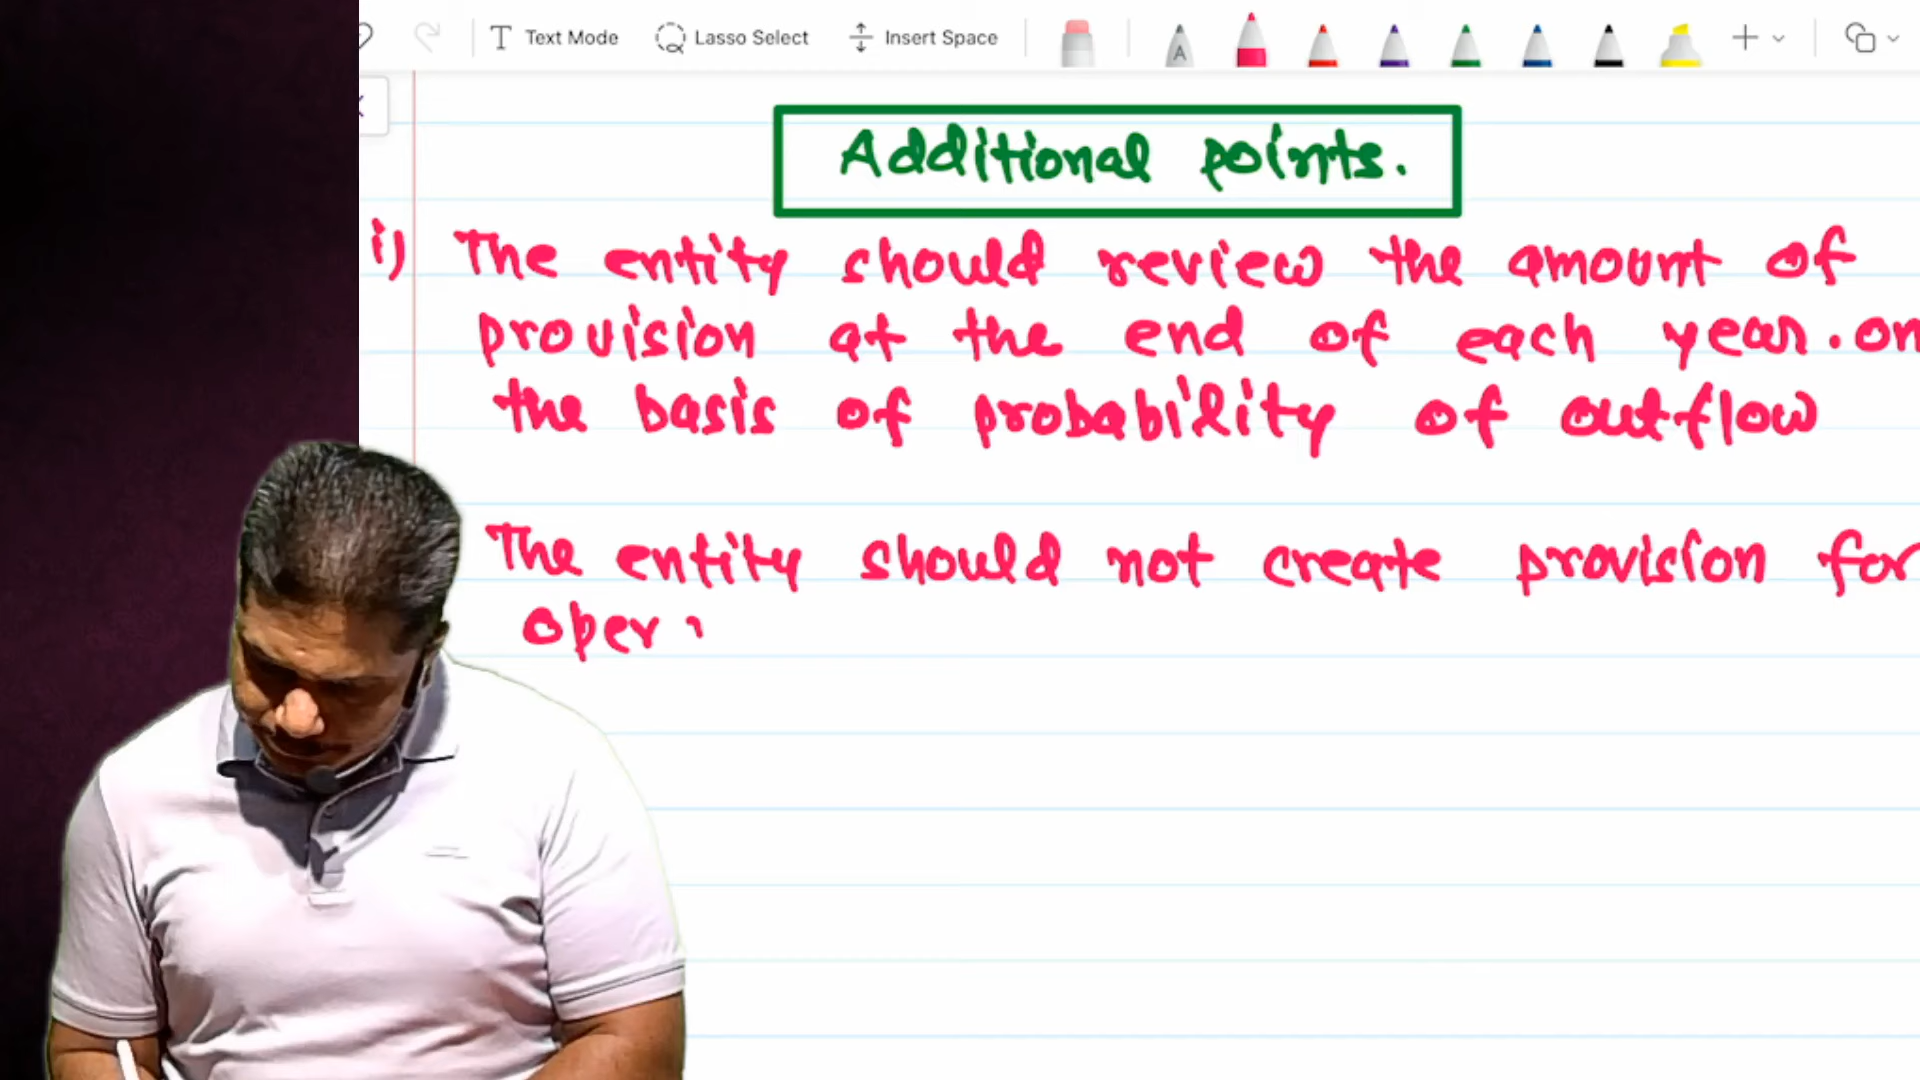 Text Mode Lasso Select Insert Space
A
Additional points.
i) The entity should review the amount of
provision at the end of each year. on
the basis of probability of outflow
The entity should not create provision for
oper